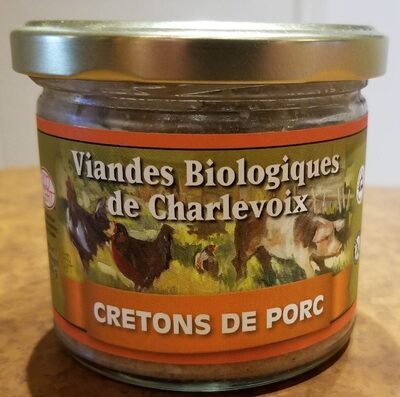 Viandes Biologiques
de Charlevoix
CRETONS DE PORC